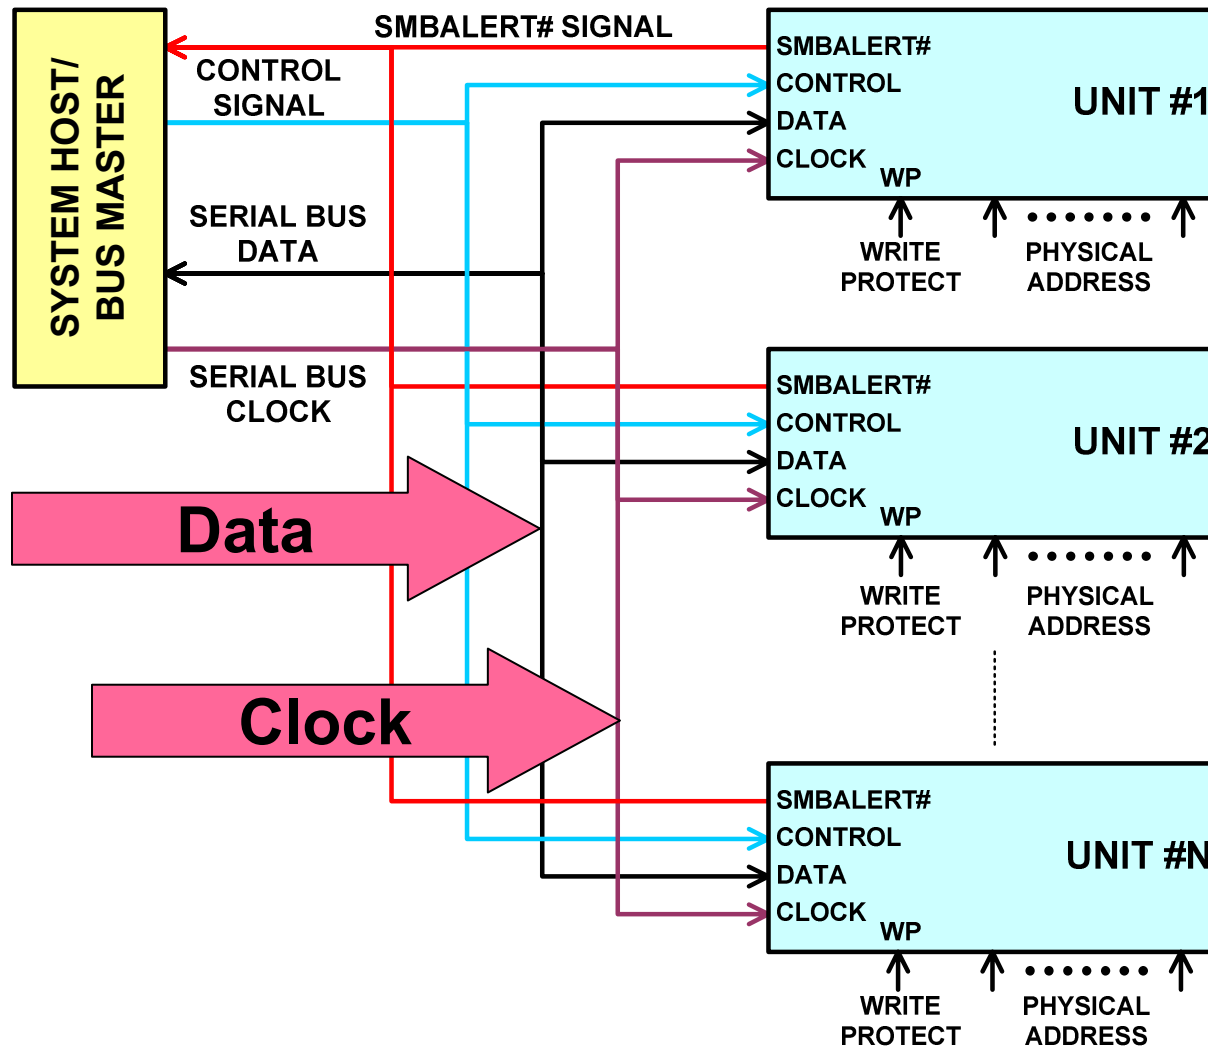 SYSTEM HOST/
BUS MASTER
SMBALERT# SIGNAL
CONTROL
SIGNAL
SERIAL BUS
DATA
SERIAL BUS
CLOCK
Data
Clock
SMBALERT#
CONTROL
DATA
CLOCK
WP
UNIT #1
WRITE
PROTECT
PHYSICAL
ADDRESS
SMBALERT#
CONTROL
DATA
CLOCK
WP
UNIT #2
WRITE
PROTECT
PHYSICAL
ADDRESS
SMBALERT#
CONTROL
DATA
CLOCK
WP
UNIT #N
WRITE
PROTECT
PHYSICAL
ADDRESS